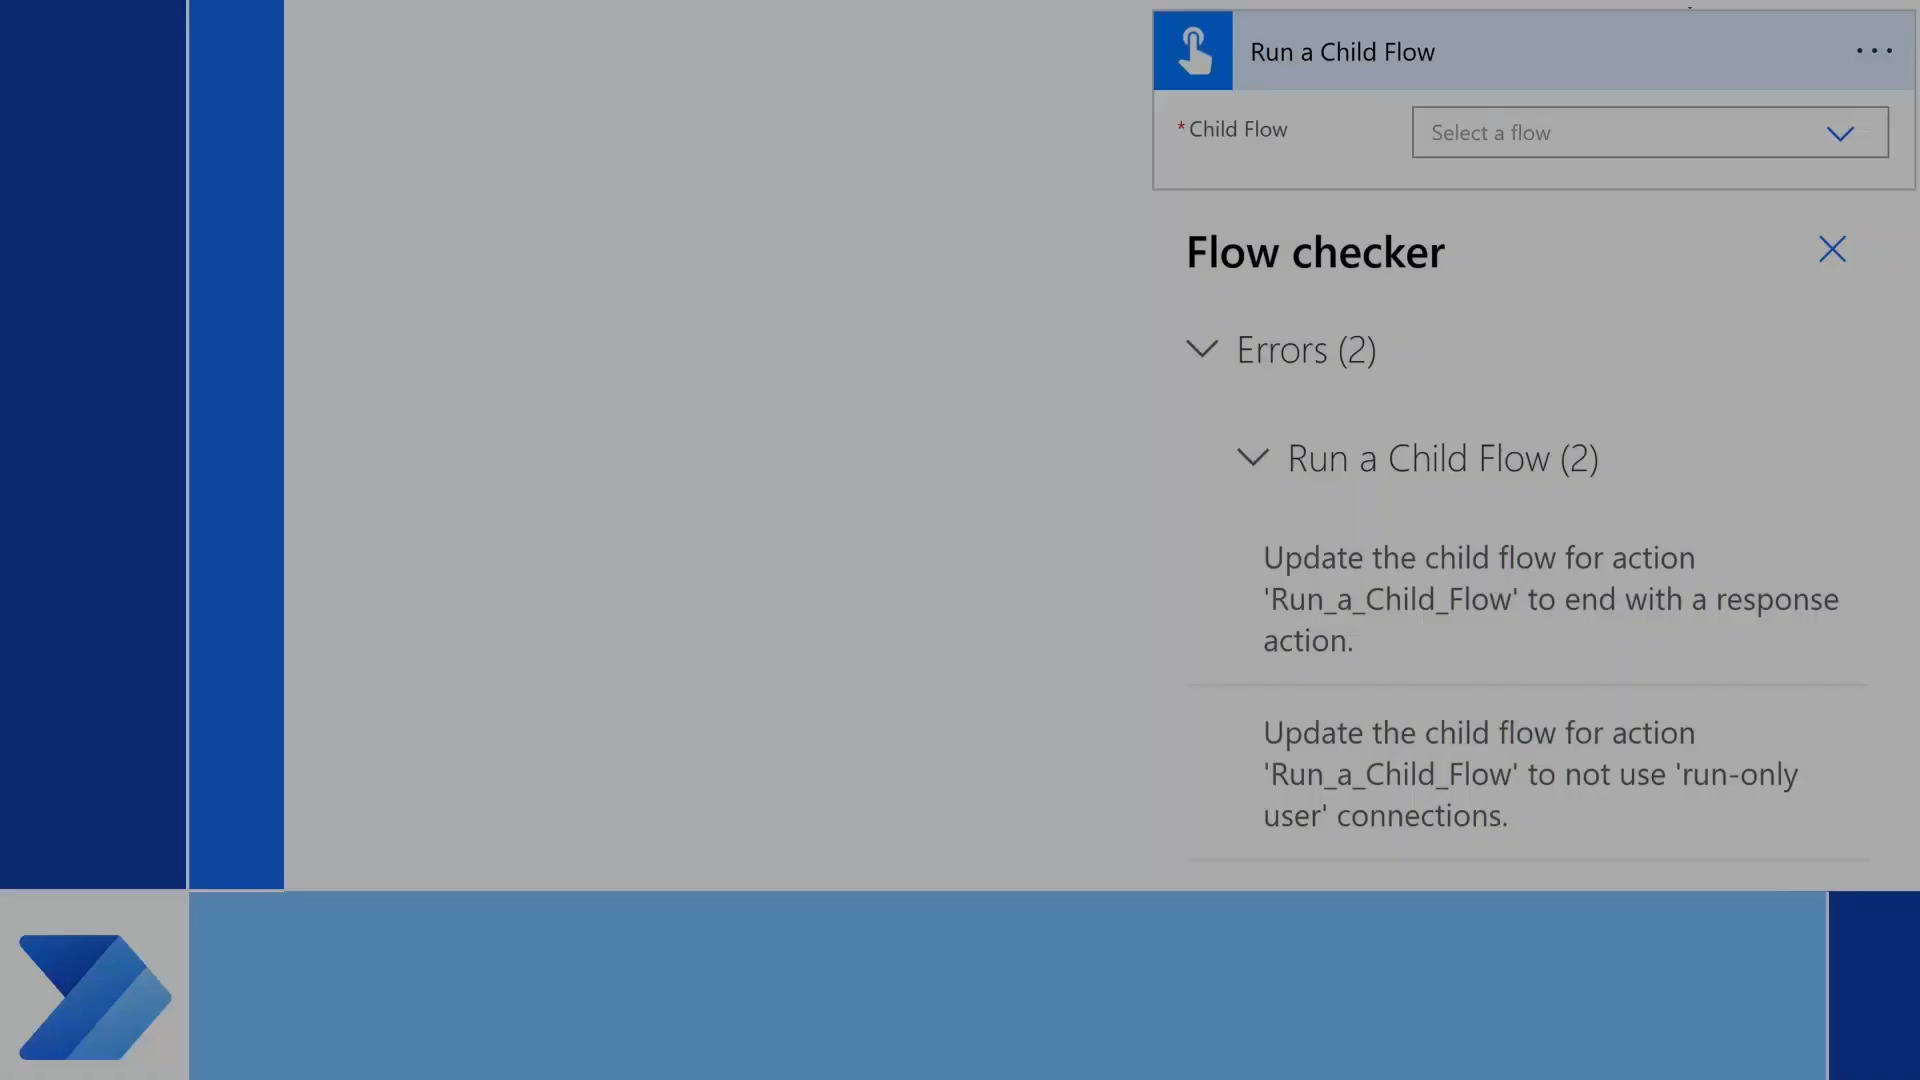 Run a Child Flow
* Child Flow
Select a flow
Flow checker
Errors (2)
Run a Child Flow (2)
Update the child flow for action
'Run_a_Child_Flow' to end with a response
action.
Update the child flow for action
'Run_a_Child_Flow' to not use 'run-only
user' connections.